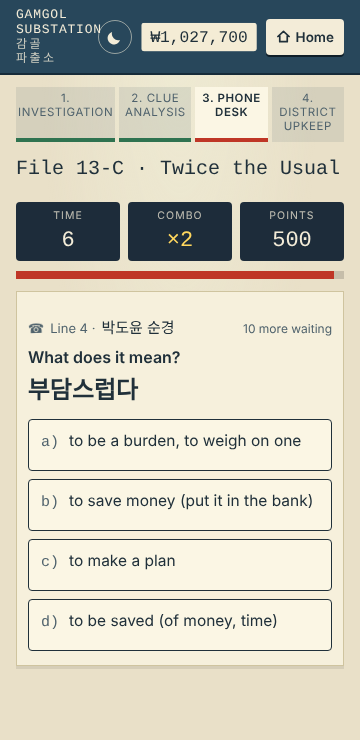 GAMGOL
SUBSTATION
감골
파출소
₩1,027,700
Home
1. INVESTIGATION
2. CLUE ANALYSIS
3. PHONE DESK
4. DISTRICT UPKEEP
File 13-C · Twice the Usual
TIME
6
COMBO
×2
POINTS
500
☎ Line 4 · 박도윤 순경
10 more waiting
What does it mean?
부담스럽다
a) to be a burden, to weigh on one
b) to save money (put it in the bank)
c) to make a plan
d) to be saved (of money, time)